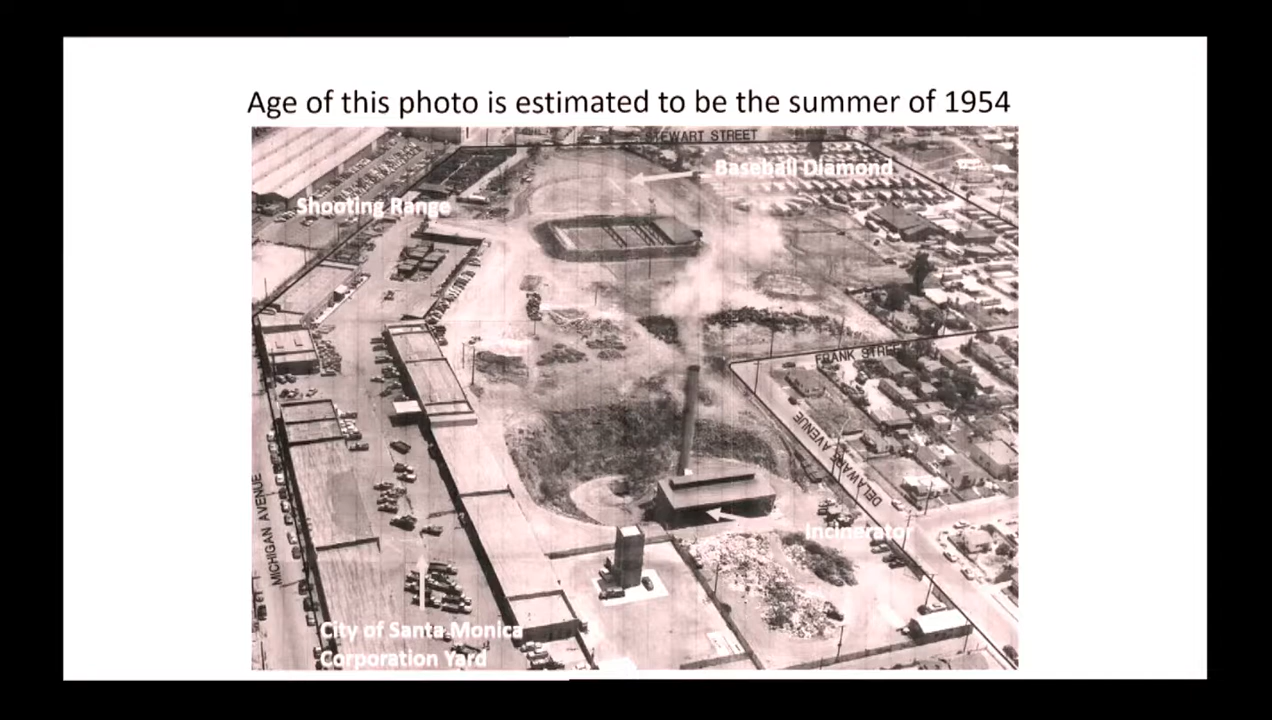 Age of this photo is estimated to be the summer of 1954
STEWART STREET
Baseball Diamond
Shooting Range
FRANK STREET
DELAWARE AVENUE
MICHIGAN AVENUE
Incinerator
City of Santa Monica
Corporation Yard